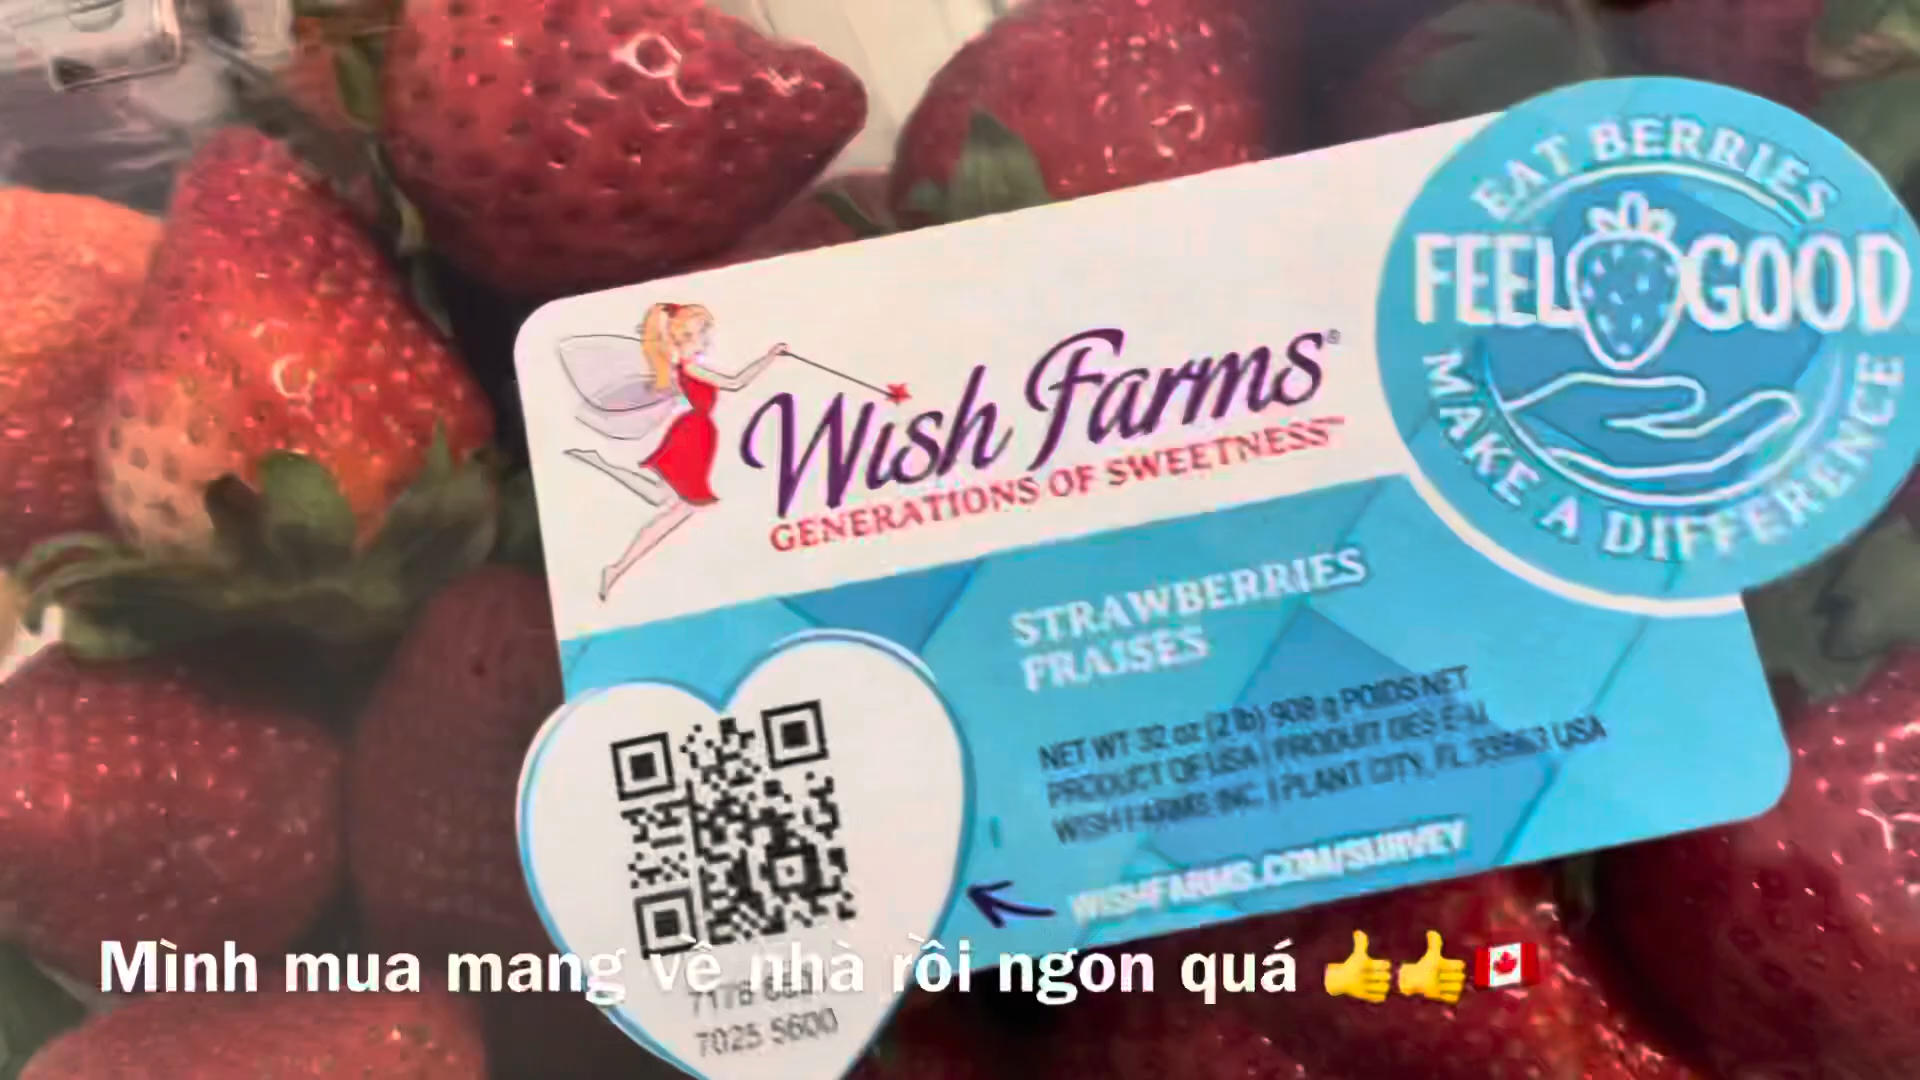 EAT BERRIES
FEEL GOOD
MAKE A DIFFERENCE
Wish Farms®
GENERATIONS OF SWEETNESS™
STRAWBERRIES
FRAISES
NET WT 32 oz (2 lb) 908 g POIDS NET
PRODUCT OF USA | PRODUIT DES É-U.
WISH FARMS INC. | PLANT CITY, FL 33563 USA
WISHFARMS.COM/SURVEY
7178
7025 5600
Mình mua mang về nhà rồi ngon quá 👍👍🇨🇦